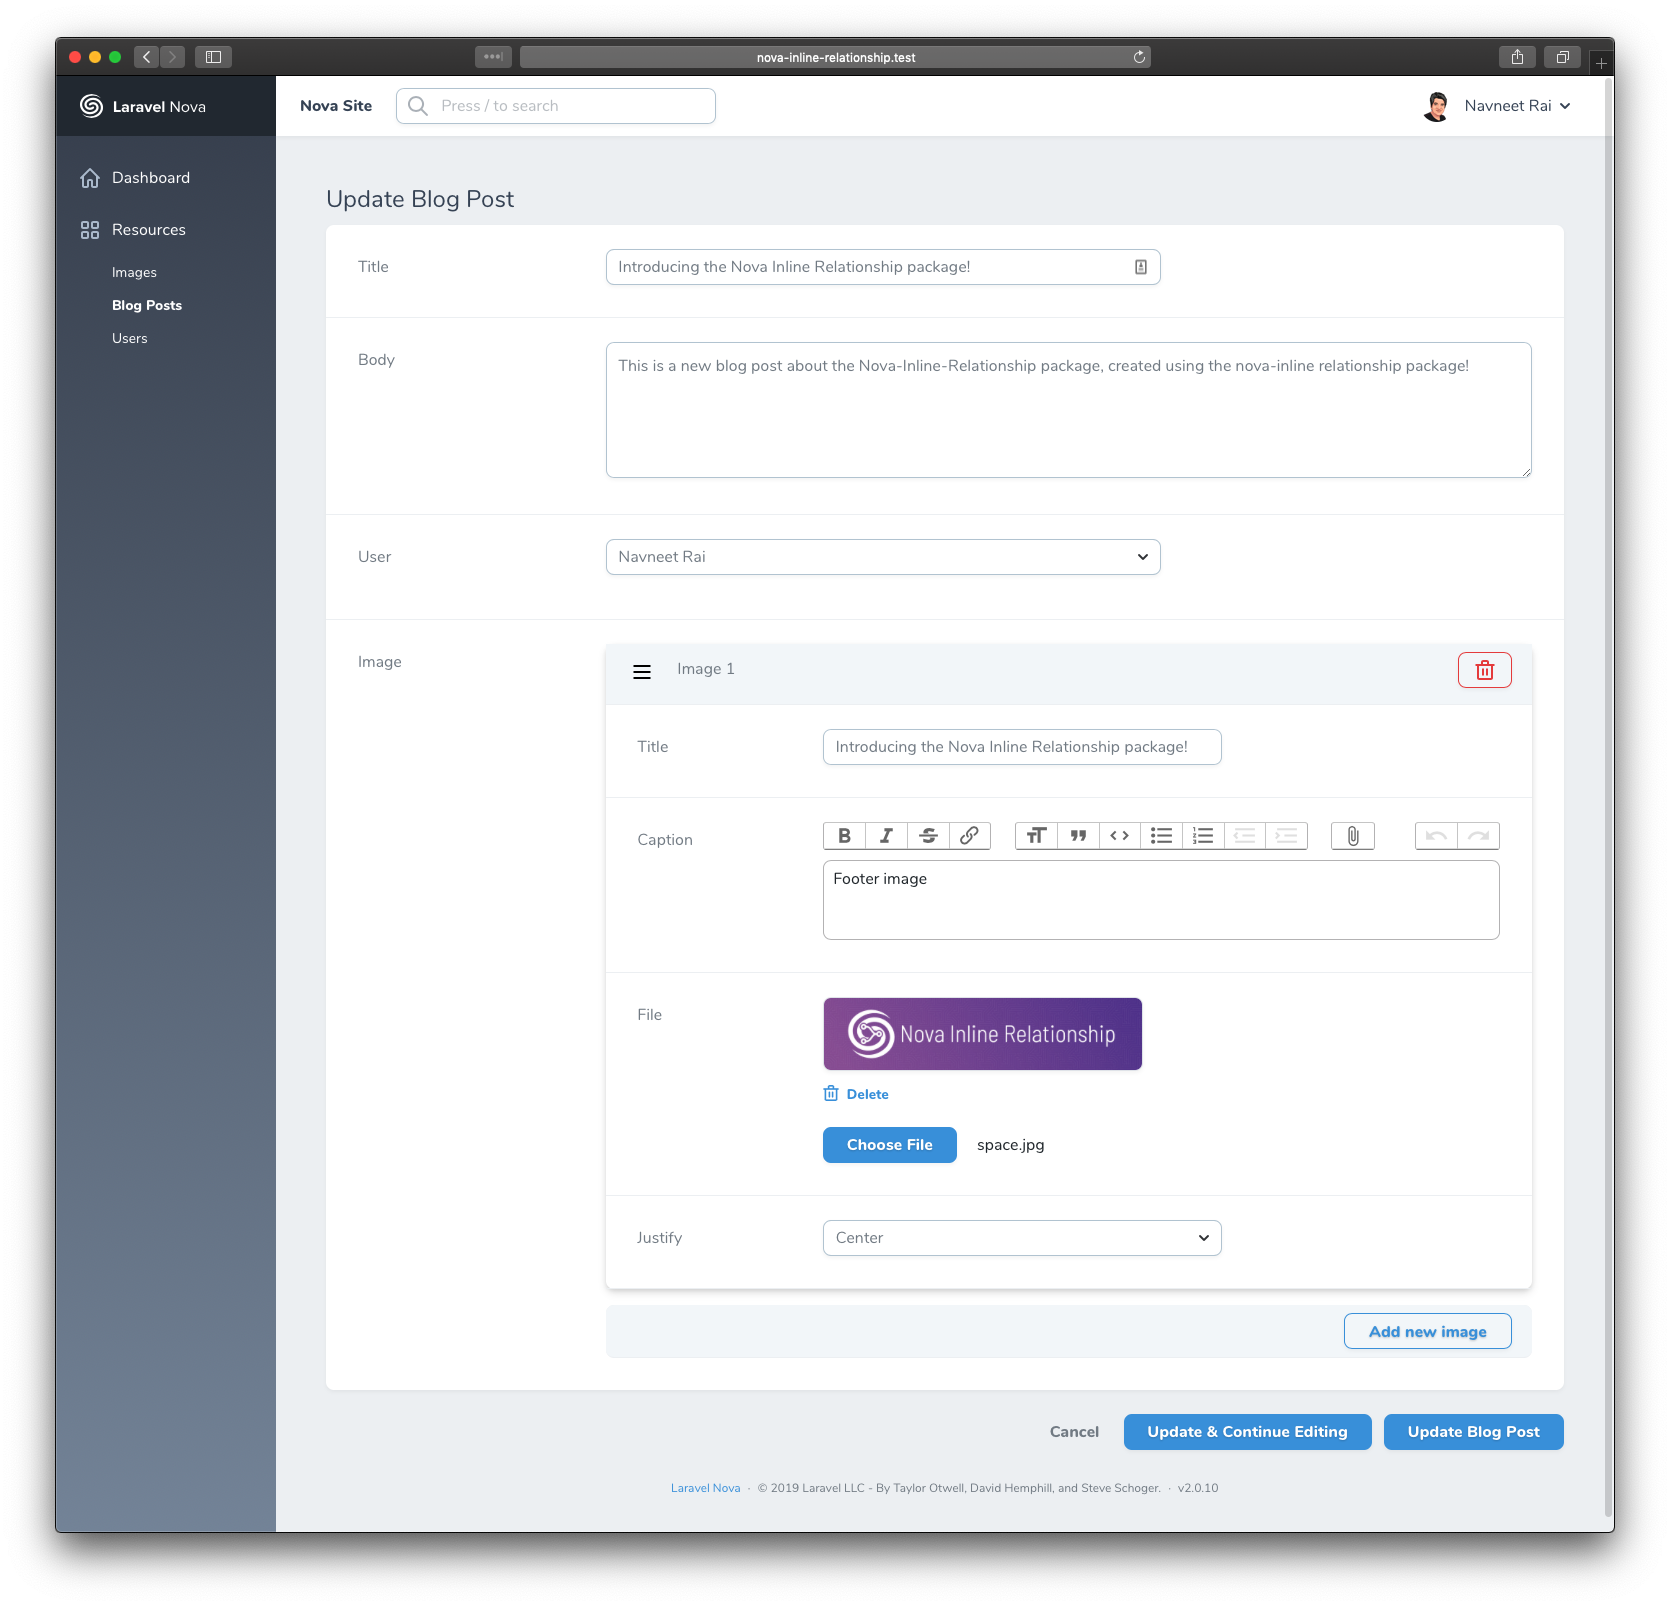 nova-inline-relationship.test
Laravel Nova
Nova Site
Press / to search
Navneet Rai
Dashboard
Resources
Images
Blog Posts
Users
Update Blog Post
Title
Introducing the Nova Inline Relationship package!
Body
This is a new blog post about the Nova-Inline-Relationship package, created using the nova-inline relationship package!
User
Navneet Rai
Image
Image 1
Title
Introducing the Nova Inline Relationship package!
Caption
Footer image
File
Nova Inline Relationship
Delete
Choose File
space.jpg
Justify
Center
Add new image
Cancel
Update & Continue Editing
Update Blog Post
Laravel Nova · © 2019 Laravel LLC - By Taylor Otwell, David Hemphill, and Steve Schoger. · v2.0.10